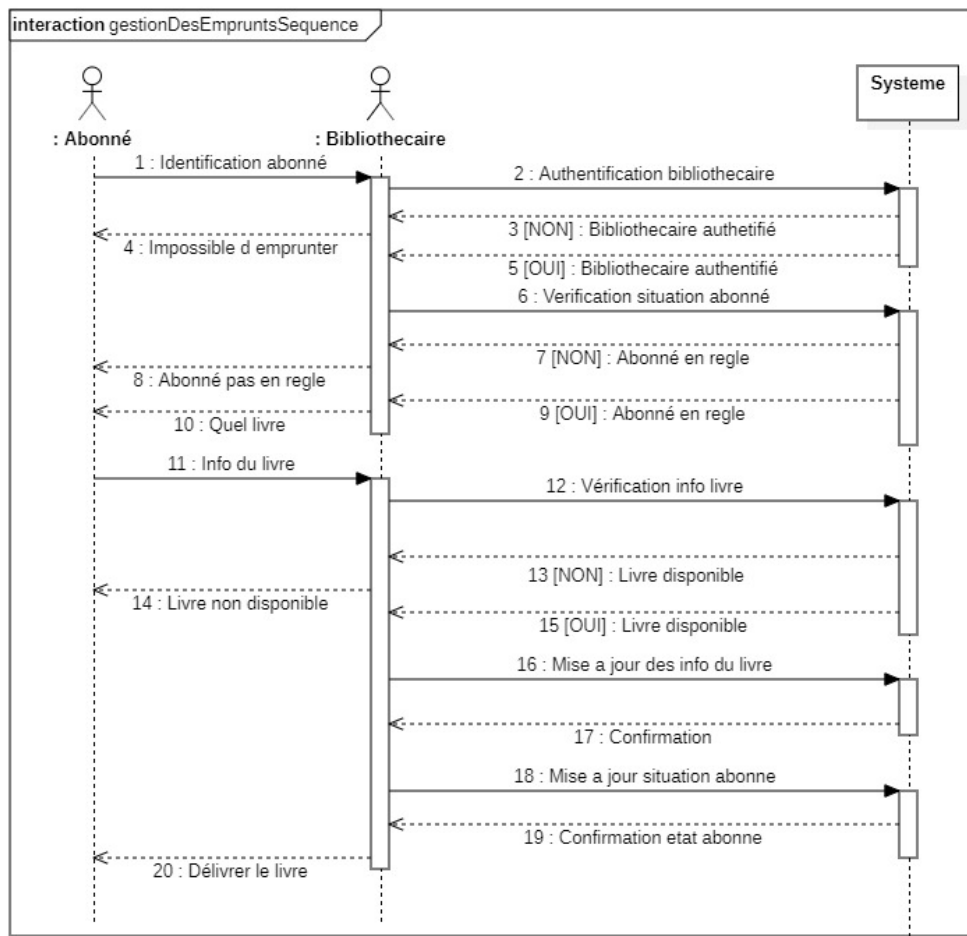 interaction gestionDesEmpruntsSequence
Systeme
: Abonné
: Bibliothecaire
1 : Identification abonné
2 : Authentification bibliothecaire
3 [NON] : Bibliothecaire authetifié
4 : Impossible d emprunter
5 [OUI] : Bibliothecaire authentifié
6 : Verification situation abonné
7 [NON] : Abonné en regle
8 : Abonné pas en regle
9 [OUI] : Abonné en regle
10 : Quel livre
11 : Info du livre
12 : Vérification info livre
13 [NON] : Livre disponible
14 : Livre non disponible
15 [OUI] : Livre disponible
16 : Mise a jour des info du livre
17 : Confirmation
18 : Mise a jour situation abonne
19 : Confirmation etat abonne
20 : Délivrer le livre